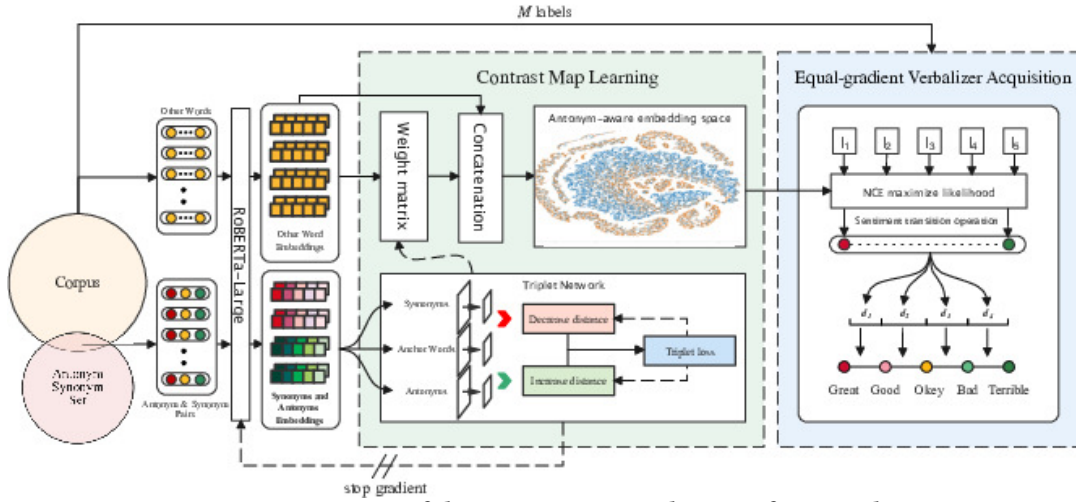 M labels
Contrast Map Learning
Equal-gradient Verbalizer Acquisition
Other Words
RoBERTa-Large
Other Word
Embeddings
Weight matrix
Concatenation
Antonym-aware embedding space
l1
l2
l3
l4
l5
NCE maximize likelihood
Sentiment transition operation
Corpus
Antonym
Synonym
Set
Antonym & Synonym
Pairs
Synonyms and
Antonyms
Embeddings
Triplet Network
Synonyms
Anchor Words
Antonyms
Decrease distance
Increase distance
Triplet loss
d1
d2
d3
d4
Great
Good
Okey
Bad
Terrible
stop gradient